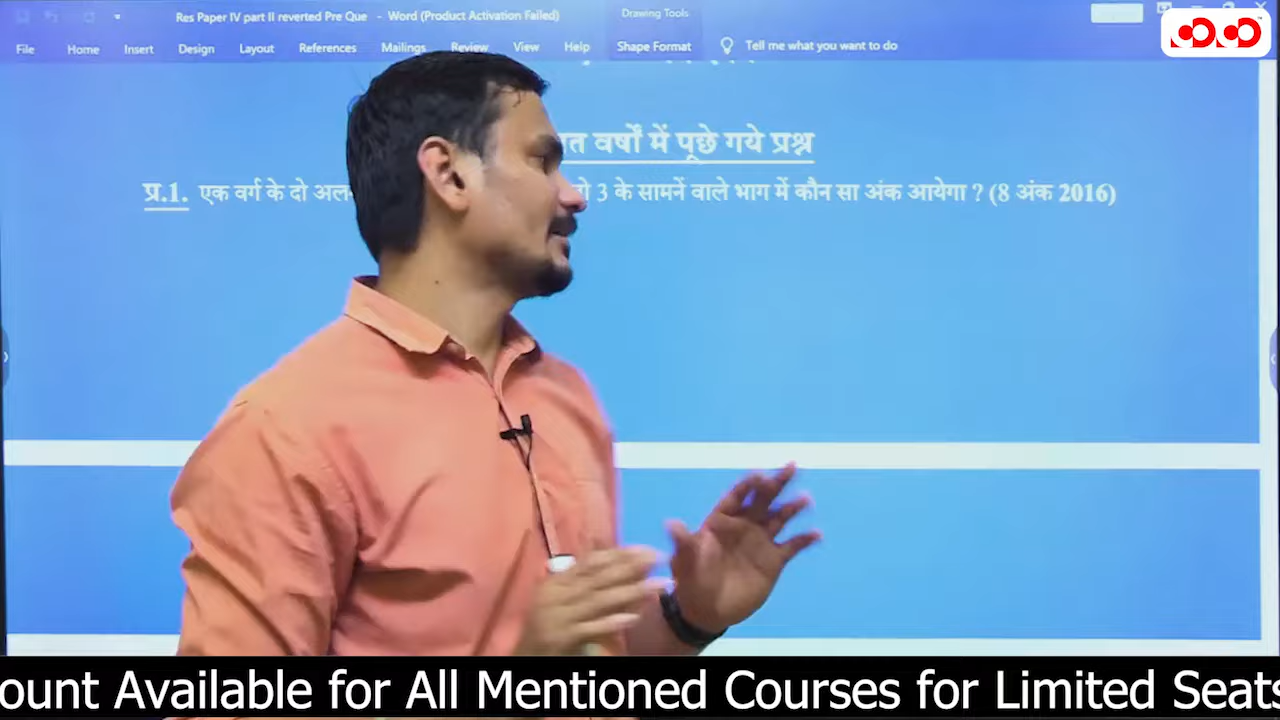 Res Paper IV part II reverted Pre Que - Word (Product Activation Failed)
Drawing Tools
File Home Insert Design Layout References Mailings Review View Help Shape Format Tell me what you want to do
वर्षों में पूछे गये प्रश्न
प्र.1. एक वर्ग के दो 3 के सामनें वाले भाग में कौन सा अंक आयेगा ? (8 अंक 2016)
ount Available for All Mentioned Courses for Limited Seats